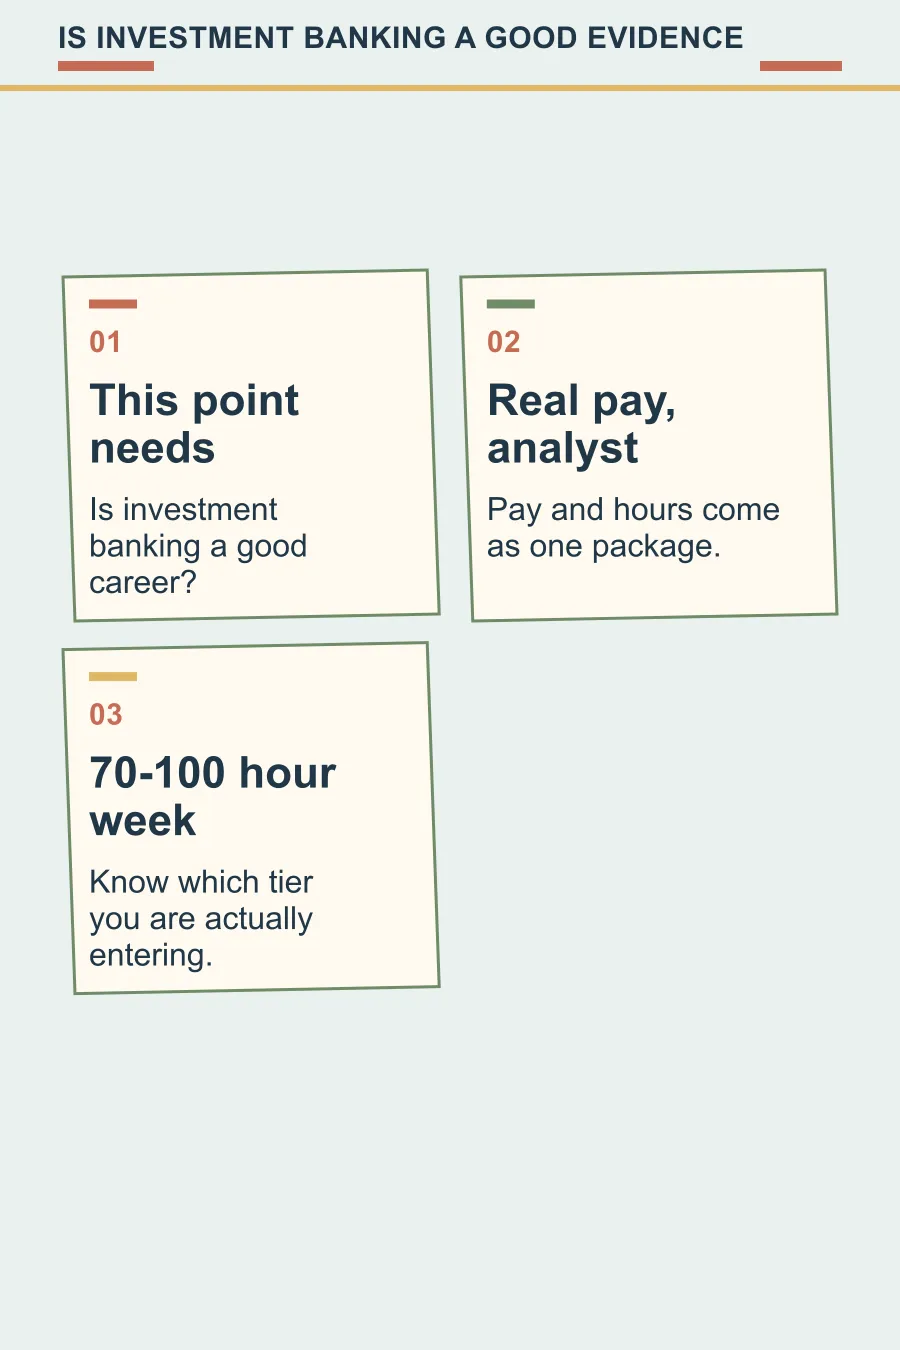 IS INVESTMENT BANKING A GOOD EVIDENCE
01
This point
needs
Is investment
banking a good
career?
02
Real pay,
analyst
Pay and hours come
as one package.
03
70-100 hour
week
Know which tier
you are actually
entering.